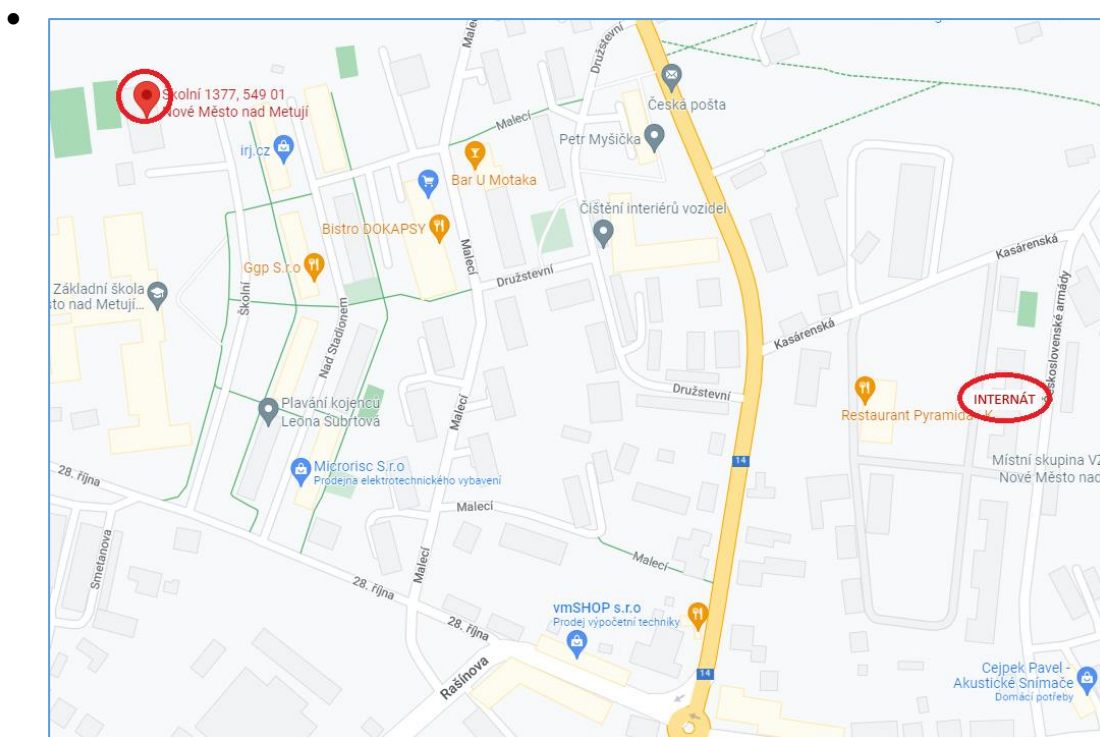 Školní 1377, 549 01
Nové Město nad Metují
irj.cz
Malecí
Družstevní
Česká pošta
Malecí
Petr Myšička
Bar U Motaka
Čištění interiérů vozidel
Bistro DOKAPSY
Malecí
Družstevní
Ggp S.r.o
Základní škola
sto nad Metují...
Školní
Nad Stadionem
Kasárenská
Kasárenská
Československé armády
Družstevní
INTERNÁT
Restaurant Pyramida - K
Plavání kojenců
Leona Šubrtová
Malecí
14
Místní skupina VZ
Nové Město nad
Microrisc S.r.o
Prodejna elektrotechnického vybavení
28. října
Malecí
Smetanova
Malecí
Malecí
28. října
28. října
vmSHOP s.r.o
Prodej výpočetní techniky
Rašínova
14
Cejpek Pavel -
Akustické Snímače
Domácí potřeby